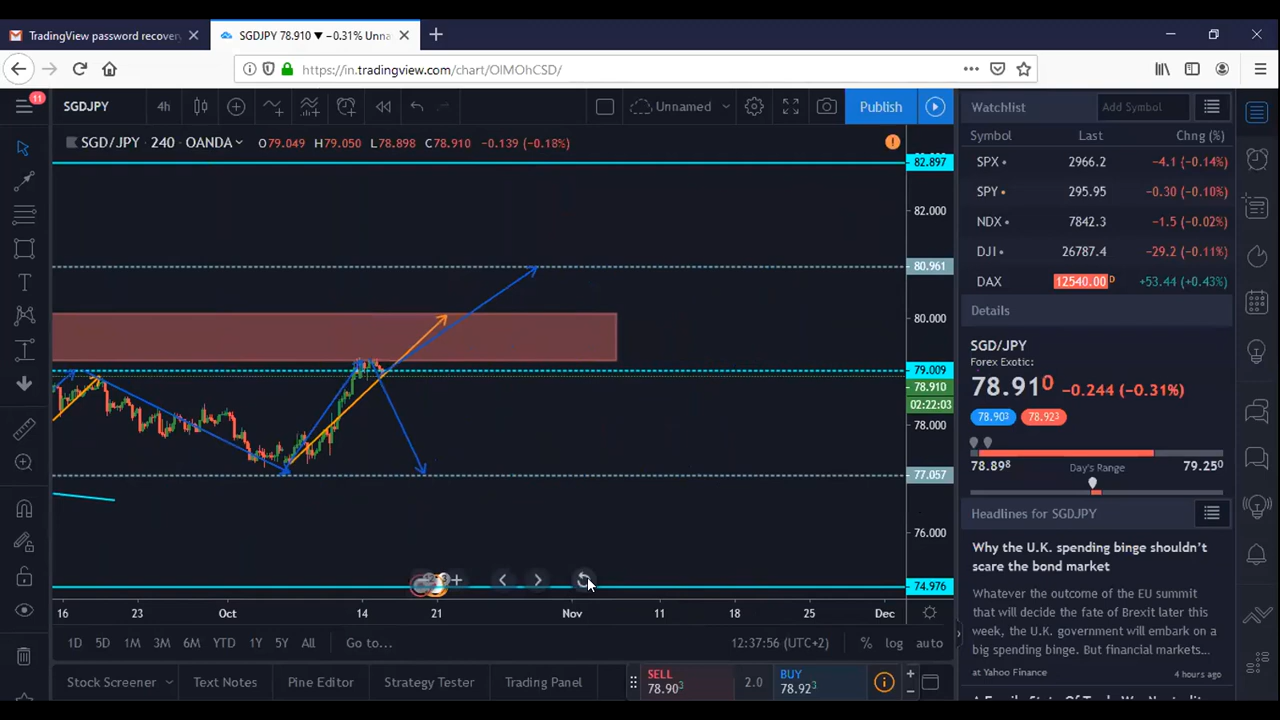 TradingView password recovery
SGDJPY 78.910 ▼ −0.31% Unna
https://in.tradingview.com/chart/OIMOhCSD/
11
SGDJPY
4h
Unnamed
Publish
Watchlist
Add Symbol
SGD/JPY · 240 · OANDA
O79.049 H79.050 L78.898 C78.910 −0.139 (−0.18%)
Symbol Last Chng (%)
SPX 2966.2 −4.1 (−0.14%)
SPY 295.95 −0.30 (−0.10%)
NDX 7842.3 −1.5 (−0.02%)
DJI 26787.4 −29.2 (−0.11%)
DAX 12540.00 D +53.44 (+0.43%)
82.897
82.000
80.961
80.000
79.009
78.910
02:22:03
78.000
77.057
76.000
74.976
Details
SGD/JPY
Forex Exotic:
78.910 −0.244 (−0.31%)
78.903 78.923
78.898 Day's Range 79.250
Headlines for SGDJPY
Why the U.K. spending binge shouldn't
scare the bond market
Whatever the outcome of the EU summit
that will decide the fate of Brexit later this
week, the U.K. government will embark on
a big spending binge. But financial markets...
at Yahoo Finance 4 hours ago
16 23 Oct 14 21 Nov 11 18 25 Dec
1D 5D 1M 3M 6M YTD 1Y 5Y All Go to...
12:37:56 (UTC+2) % log auto
Stock Screener Text Notes Pine Editor Strategy Tester Trading Panel
SELL
78.903
2.0
BUY
78.923